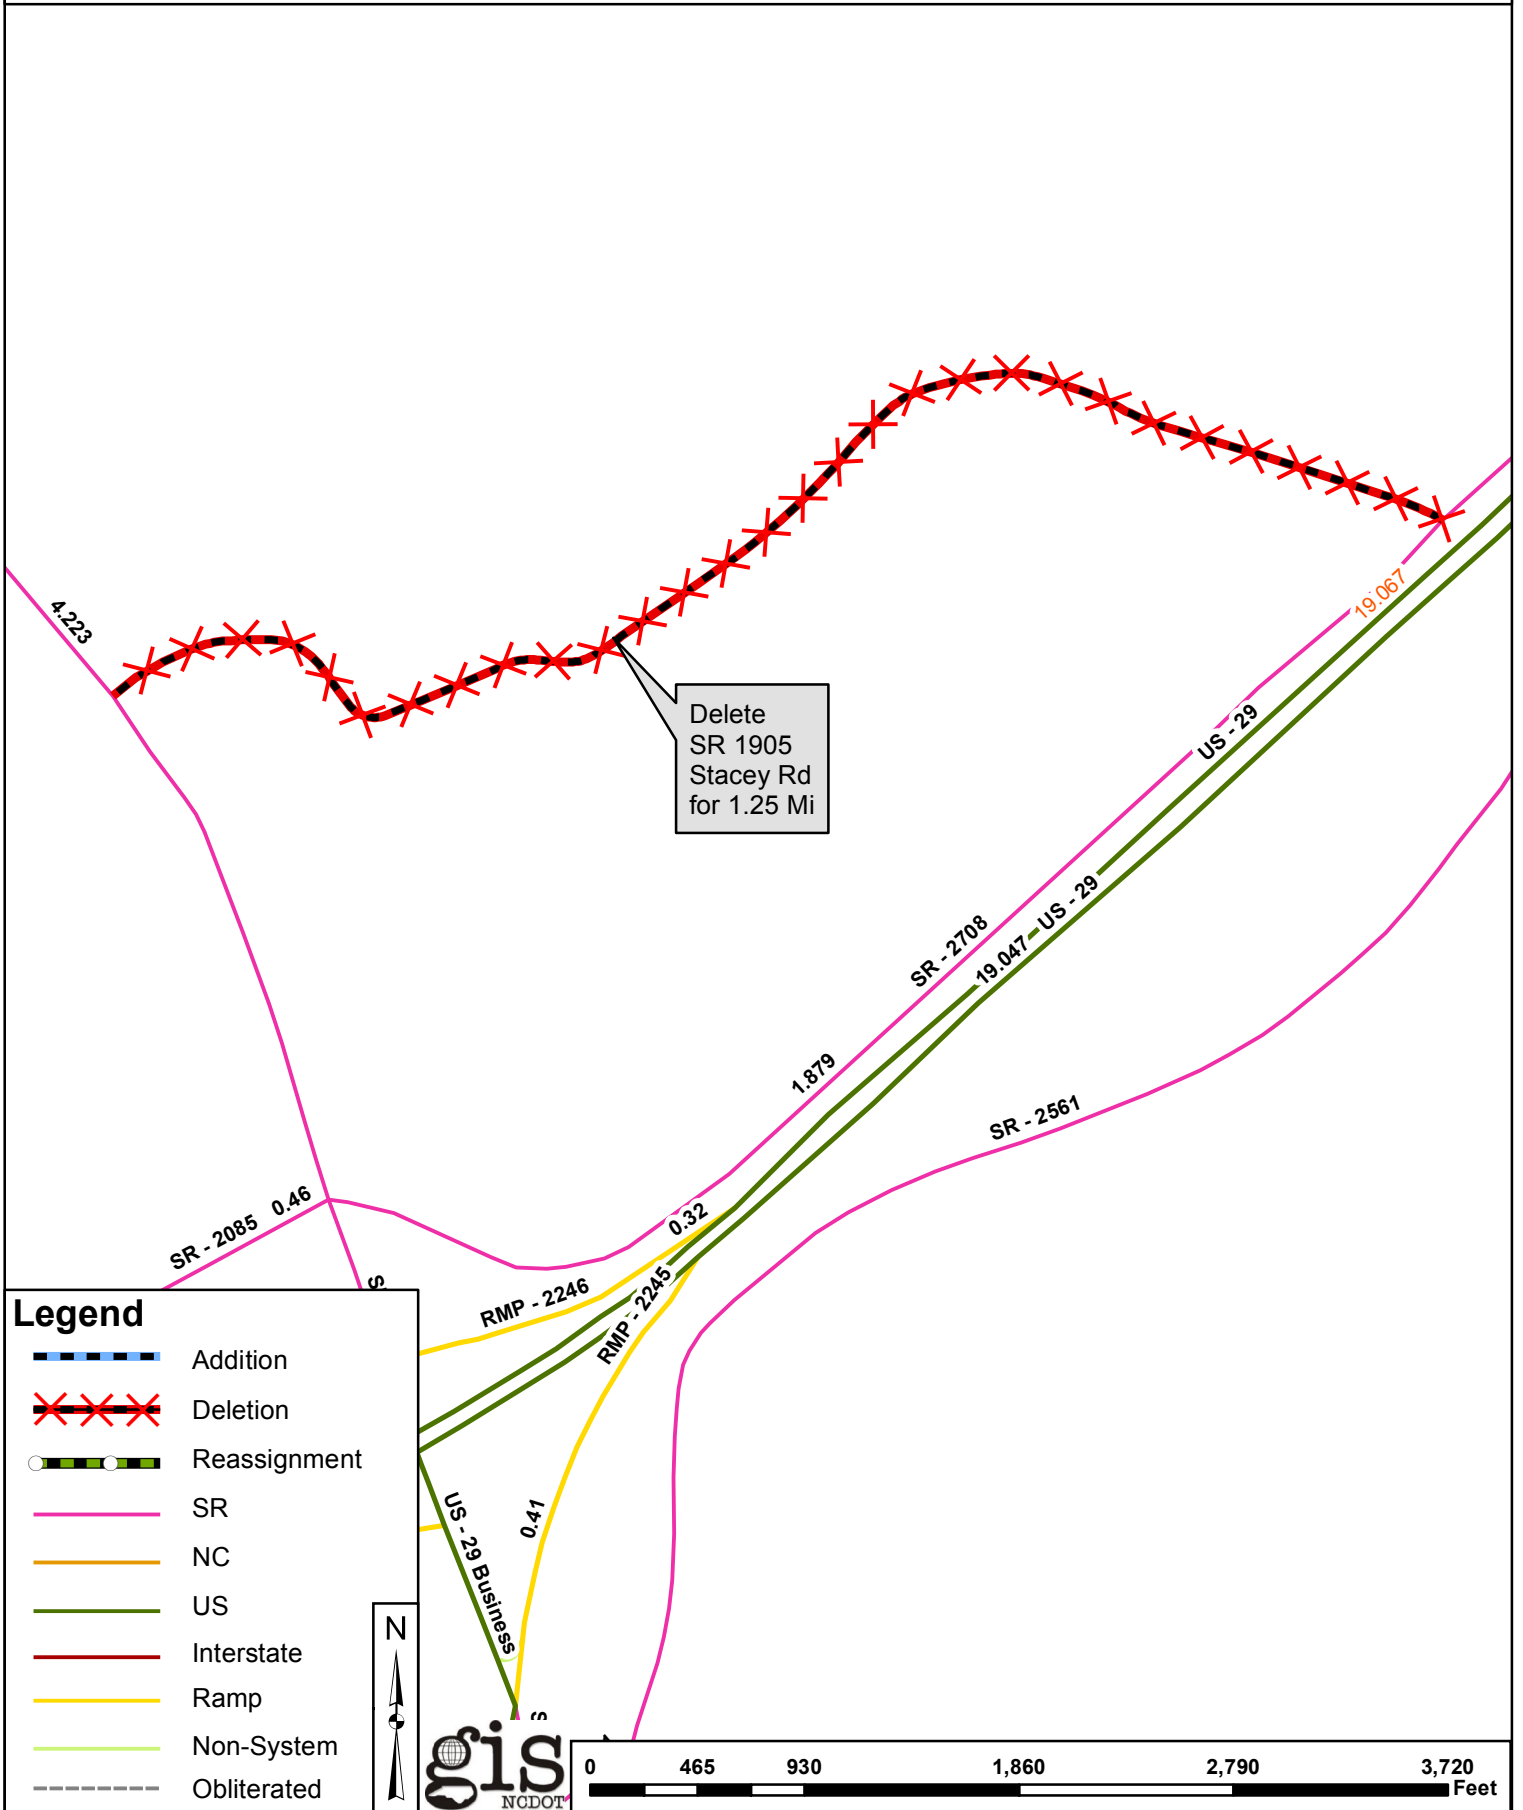 4.223
19.067
Delete
SR 1905
Stacey Rd
for 1.25 Mi
US - 29
US - 29
SR - 2708
19.047
1.879
SR - 2561
0.46
SR - 2085
0.32
RMP - 2246
RMP - 2245
S
0.41
US - 29 Business
S
Legend
Addition
Deletion
Reassignment
SR
NC
US
Interstate
Ramp
Non-System
Obliterated
N
gis
NCDOT
0 465 930 1,860 2,790 3,720
Feet